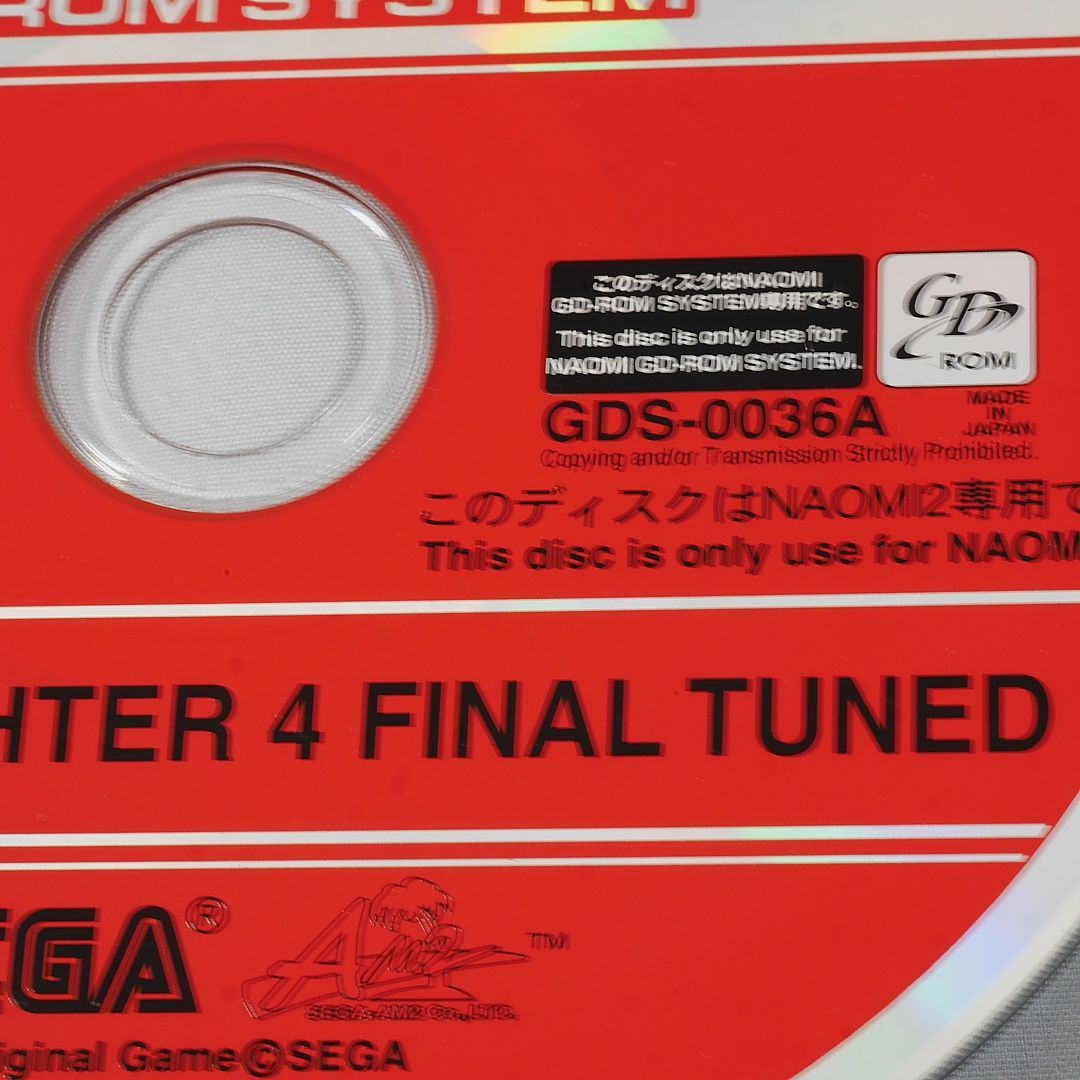 ROM SYSTEM
このディスクはNAOMI
GD-ROM SYSTEM専用です。
This disc is only use for
NAOMI GD-ROM SYSTEM.
GD
ROM
GDS-0036A
MADE
IN
JAPAN
Copying and/or Transmission Strictly Prohibited.
このディスクはNAOMI2専用で
This disc is only use for NAOM
HTER 4 FINAL TUNED
EGA®
AM2 TM
SEGA-AM2 Co., LTD.
iginal Game©SEGA